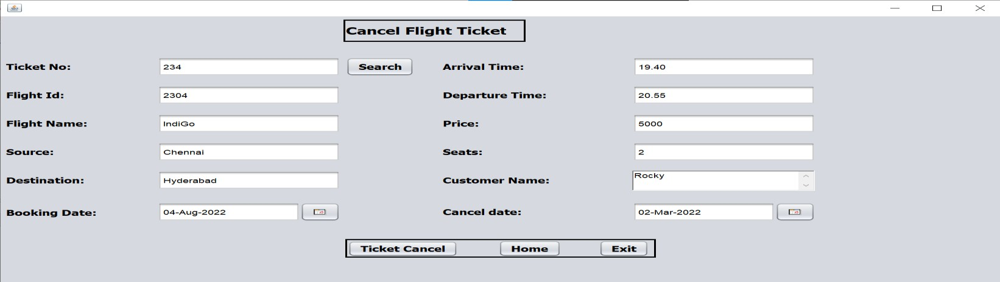 Cancel Flight Ticket
Ticket No: 234 Search Arrival Time: 19.40
Flight Id: 2304 Departure Time: 20.55
Flight Name: IndiGo Price: 5000
Source: Chennai Seats: 2
Destination: Hyderabad Customer Name: Rocky
Booking Date: 04-Aug-2022 Cancel date: 02-Mar-2022
Ticket Cancel Home Exit